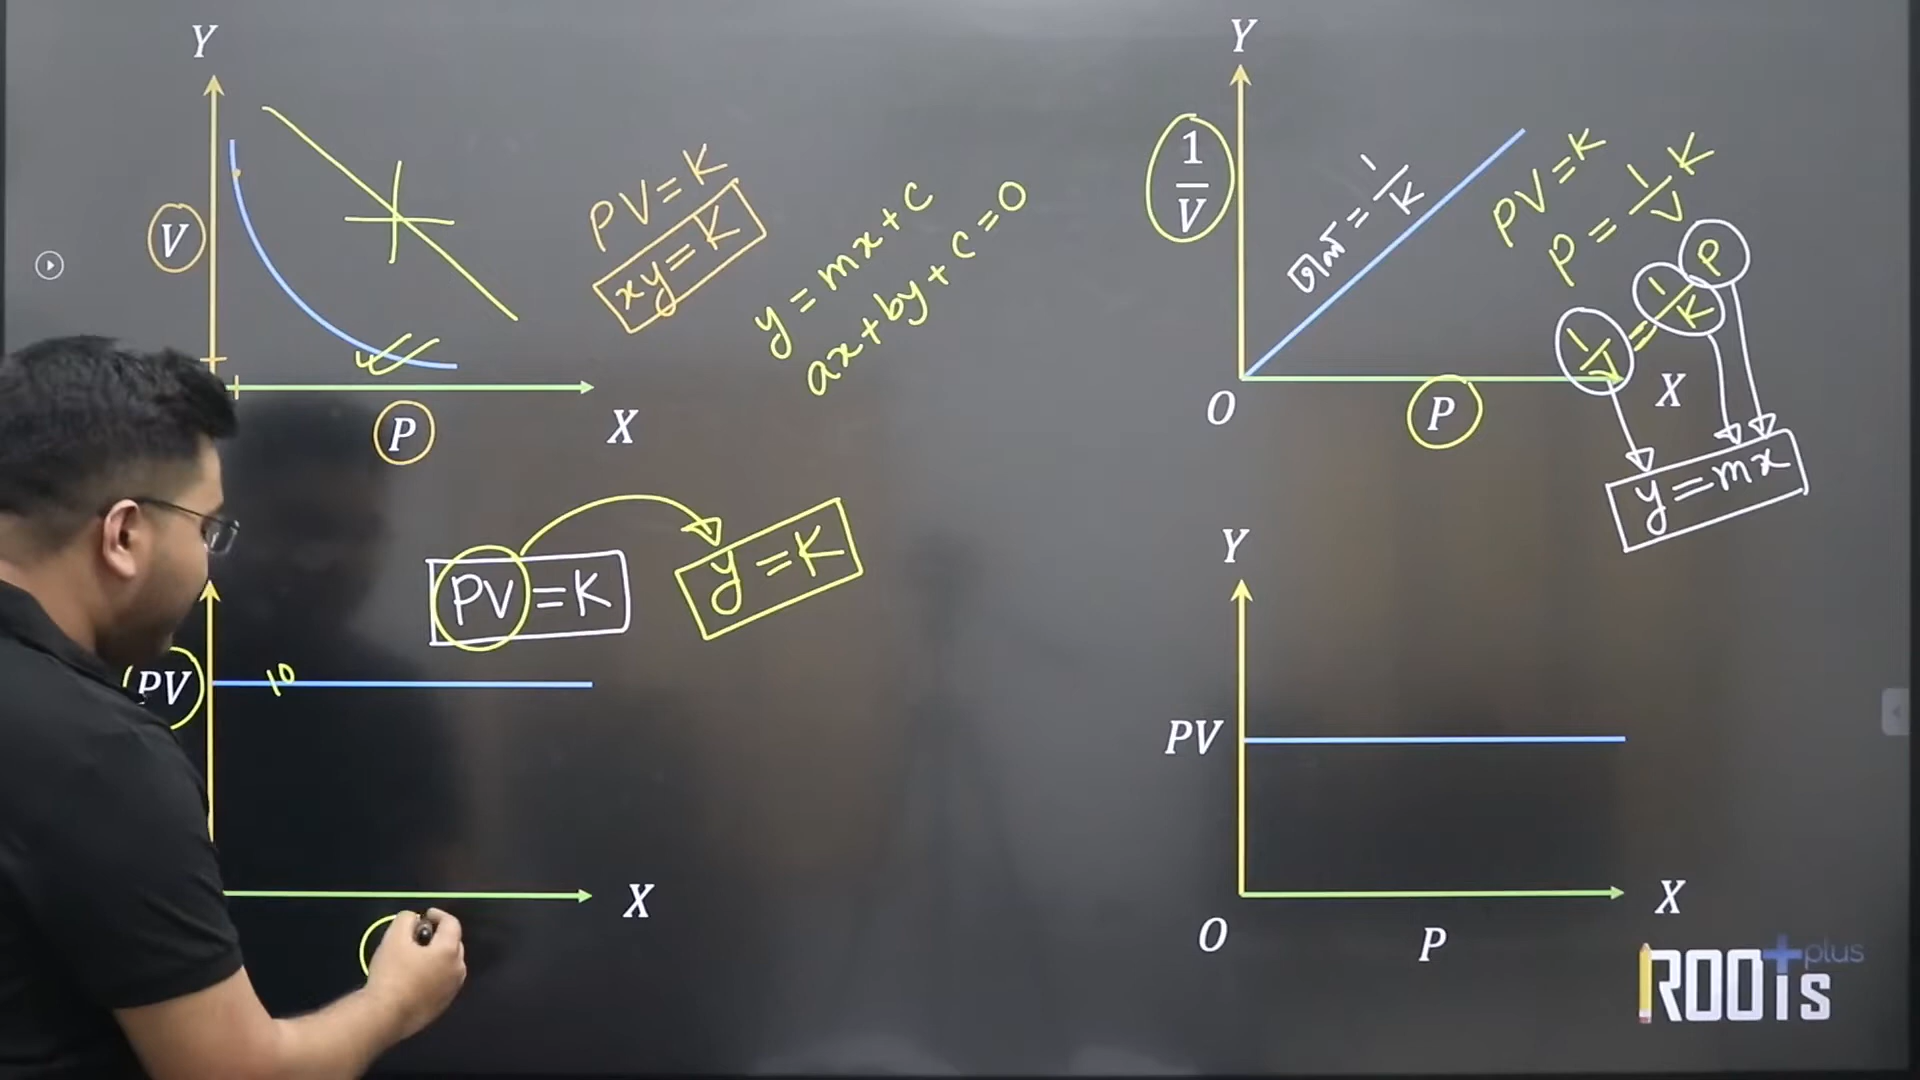 Y
V
P
X
PV = K
xy = K
y = mx + c
ax + by + c = 0
Y
1/V
ঢাল = 1/K
PV = K
P = 1/V K
1/V = 1/K P
y = mx
O
P
X
PV = K
y = K
PV
10
X
Y
PV
O
P
X
ROOTs plus